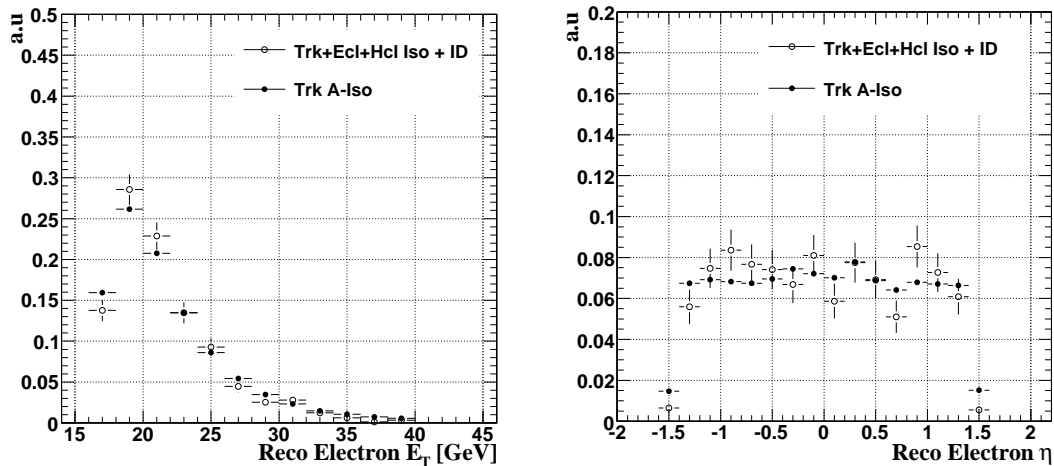 a.u
0.5
0.45
0.4
0.35
0.3
0.25
0.2
0.15
0.1
0.05
0
Trk+Ecl+Hcl Iso + ID
Trk A-Iso
15 20 25 30 35 40 45
Reco Electron E_T [GeV]
a.u
0.2
0.18
0.16
0.14
0.12
0.1
0.08
0.06
0.04
0.02
0
Trk+Ecl+Hcl Iso + ID
Trk A-Iso
-2 -1.5 -1 -0.5 0 0.5 1 1.5 2
Reco Electron η